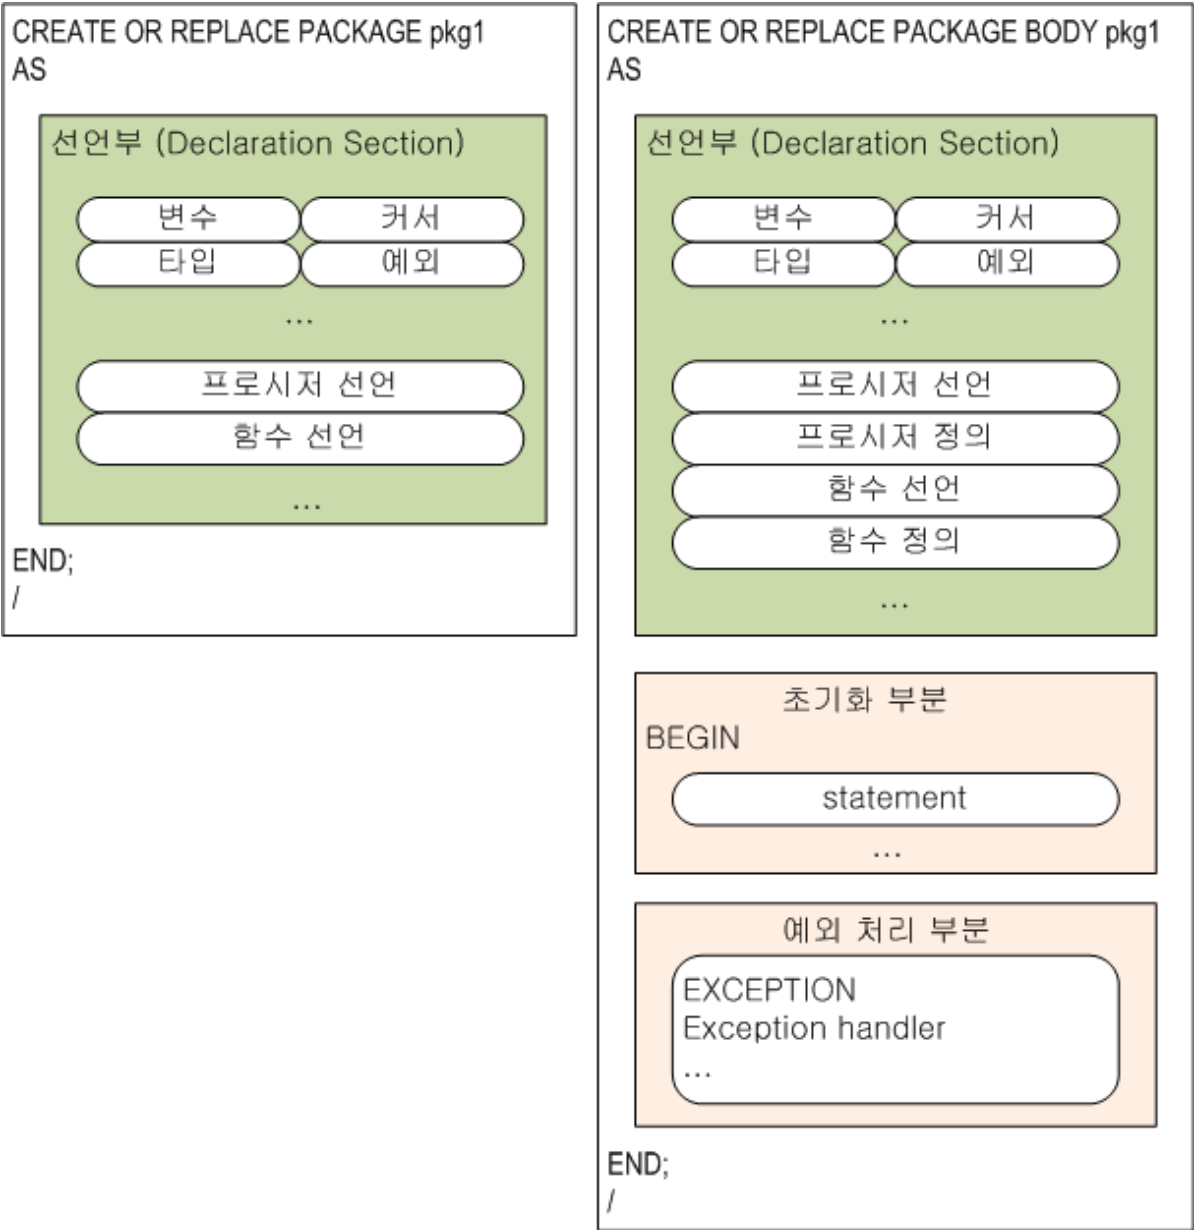 CREATE OR REPLACE PACKAGE pkg1
AS
선언부 (Declaration Section)
변수 커서
타입 예외
...
프로시저 선언
함수 선언
...
END;
/
CREATE OR REPLACE PACKAGE BODY pkg1
AS
선언부 (Declaration Section)
변수 커서
타입 예외
...
프로시저 선언
프로시저 정의
함수 선언
함수 정의
...
초기화 부분
BEGIN
statement
...
예외 처리 부분
EXCEPTION
Exception handler
...
END;
/